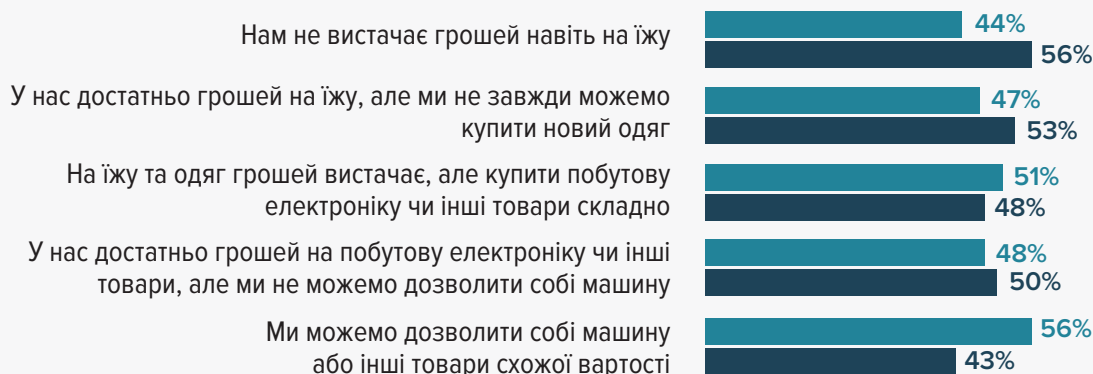 Нам не вистачає грошей навіть на їжу
44%
56%
У нас достатньо грошей на їжу, але ми не завжди можемо
купити новий одяг
47%
53%
На їжу та одяг грошей вистачає, але купити побутову
електроніку чи інші товари складно
51%
48%
У нас достатньо грошей на побутову електроніку чи інші
товари, але ми не можемо дозволити собі машину
48%
50%
Ми можемо дозволити собі машину
або інші товари схожої вартості
56%
43%